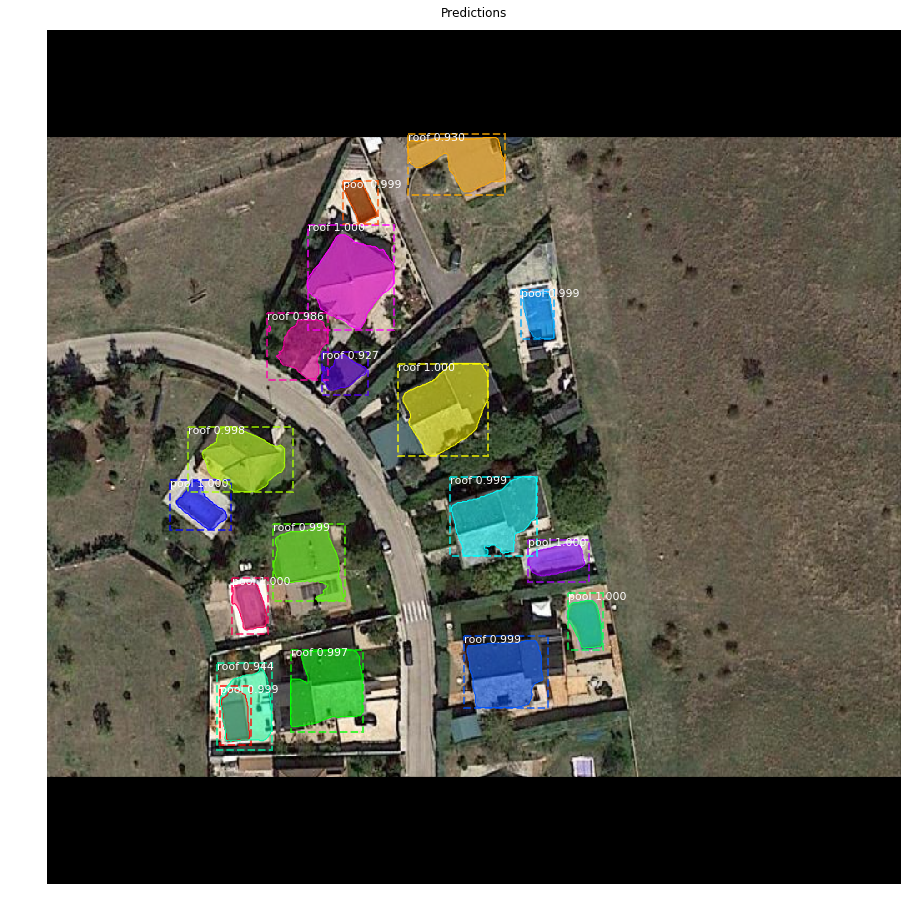 Predictions
roof 0.930
pool 0.999
roof 1.000
pool 0.999
roof 0.986
roof 0.927
roof 1.000
roof 0.998
roof 0.999
pool 1.000
roof 0.999
pool 1.000
pool 1.000
pool 1.000
roof 0.999
roof 0.997
roof 0.944
pool 0.999